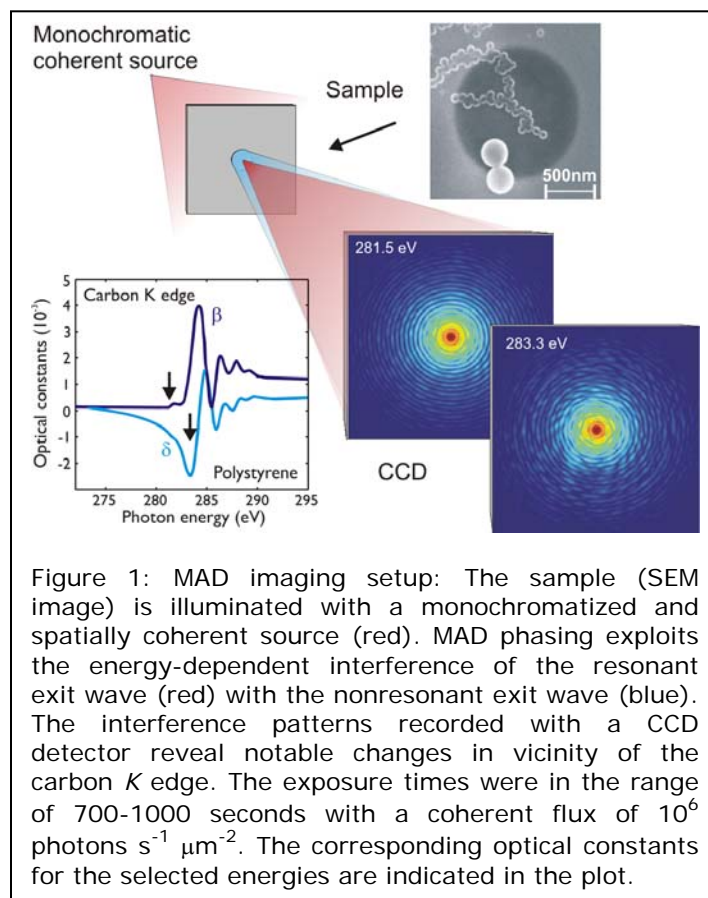 Monochromatic
coherent source
Sample
500nm
281.5 eV
283.3 eV
CCD
Optical constants (10⁻³)
5
4
3
2
1
0
-1
-2
Carbon K edge
β
δ
Polystyrene
275 280 285 290 295
Photon energy (eV)
Figure 1: MAD imaging setup: The sample (SEM
image) is illuminated with a monochromatized and
spatially coherent source (red). MAD phasing exploits
the energy-dependent interference of the resonant
exit wave (red) with the nonresonant exit wave (blue).
The interference patterns recorded with a CCD
detector reveal notable changes in vicinity of the
carbon K edge. The exposure times were in the range
of 700-1000 seconds with a coherent flux of 10⁶
photons s⁻¹ μm⁻². The corresponding optical constants
for the selected energies are indicated in the plot.